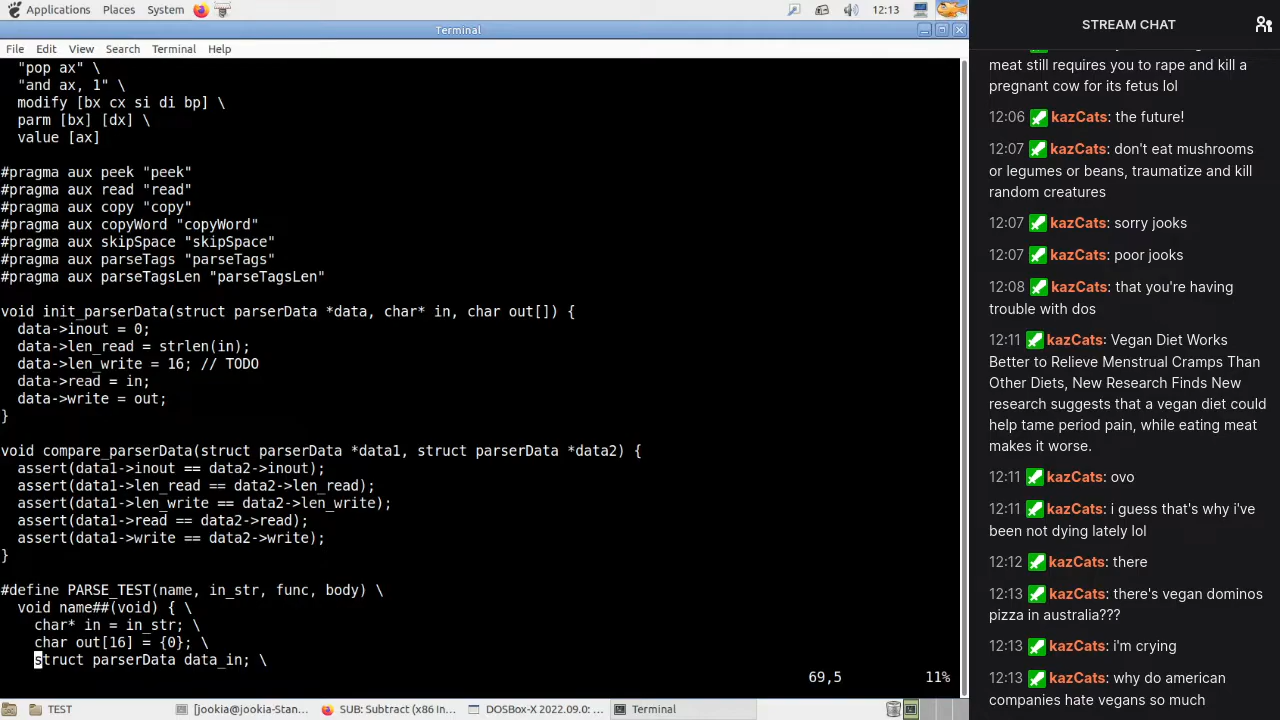 Applications Places System 12:13
Terminal
File Edit View Search Terminal Help
"pop ax" \
"and ax, 1" \
modify [bx cx si di bp] \
parm [bx] [dx] \
value [ax]
#pragma aux peek "peek"
#pragma aux read "read"
#pragma aux copy "copy"
#pragma aux copyWord "copyWord"
#pragma aux skipSpace "skipSpace"
#pragma aux parseTags "parseTags"
#pragma aux parseTagsLen "parseTagsLen"
void init_parserData(struct parserData *data, char* in, char out[]) {
data->inout = 0;
data->len_read = strlen(in);
data->len_write = 16; // TODO
data->read = in;
data->write = out;
}
void compare_parserData(struct parserData *data1, struct parserData *data2) {
assert(data1->inout == data2->inout);
assert(data1->len_read == data2->len_read);
assert(data1->len_write == data2->len_write);
assert(data1->read == data2->read);
assert(data1->write == data2->write);
}
#define PARSE_TEST(name, in_str, func, body) \
void name##(void) { \
char* in = in_str; \
char out[16] = {0}; \
struct parserData data_in; \
69,5 11%
TEST [jookia@jookia-Stan... SUB: Subtract (x86 In... DOSBox-X 2022.09.0: ... Terminal
STREAM CHAT
meat still requires you to rape and kill a
pregnant cow for its fetus lol
12:06 kazCats: the future!
12:07 kazCats: don't eat mushrooms
or legumes or beans, traumatize and kill
random creatures
12:07 kazCats: sorry jooks
12:07 kazCats: poor jooks
12:08 kazCats: that you're having
trouble with dos
12:11 kazCats: Vegan Diet Works
Better to Relieve Menstrual Cramps Than
Other Diets, New Research Finds New
research suggests that a vegan diet could
help tame period pain, while eating meat
makes it worse.
12:11 kazCats: ovo
12:11 kazCats: i guess that's why i've
been not dying lately lol
12:12 kazCats: there
12:13 kazCats: there's vegan dominos
pizza in australia???
12:13 kazCats: i'm crying
12:13 kazCats: why do american
companies hate vegans so much